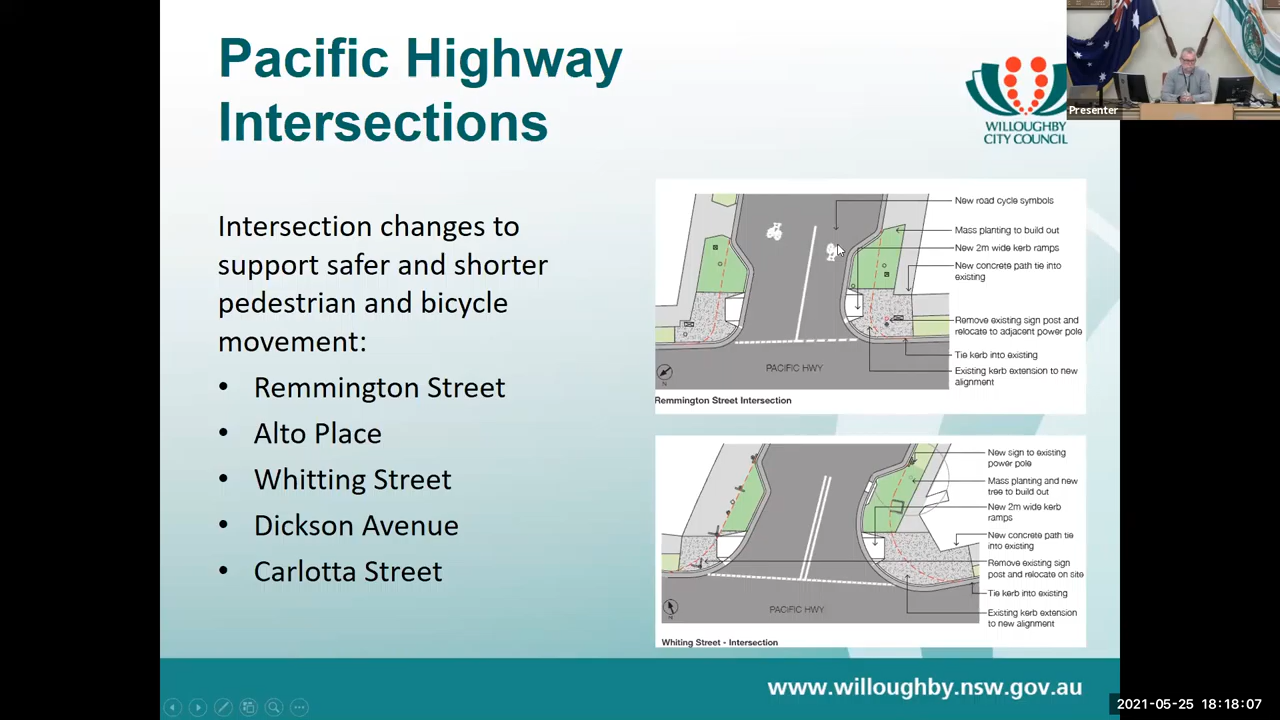 Pacific Highway
Intersections
WILLOUGHBY
CITY COUNCIL
Presenter
Intersection changes to
support safer and shorter
pedestrian and bicycle
movement:
• Remmington Street
• Alto Place
• Whitting Street
• Dickson Avenue
• Carlotta Street
New road cycle symbols
Mass planting to build out
New 2m wide kerb ramps
New concrete path tie into
existing
Remove existing sign post and
relocate to adjacent power pole
Tie kerb into existing
Existing kerb extension to new
alignment
PACIFIC HWY
N
Remmington Street Intersection
New sign to existing
power pole
Mass planting and new
tree to build out
New 2m wide kerb
ramps
New concrete path tie
into existing
Remove existing sign
post and relocate on site
Tie kerb into existing
Existing kerb extension
to new alignment
PACIFIC HWY
N
Whiting Street - Intersection
www.willoughby.nsw.gov.au
2021-05-25 18:18:07